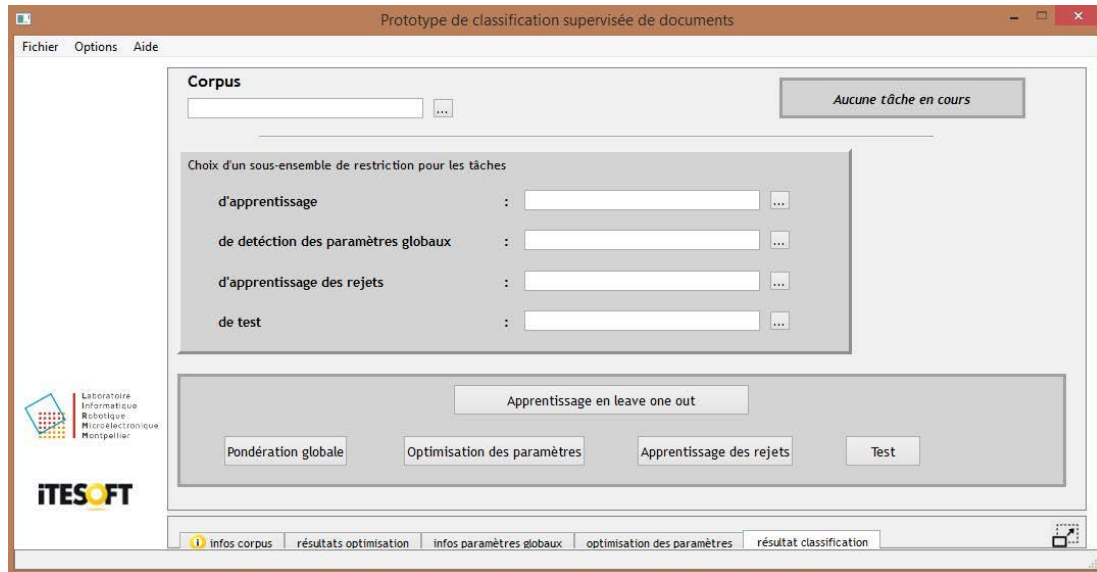 Prototype de classification supervisée de documents
Fichier Options Aide
Corpus
...
Aucune tâche en cours
Choix d'un sous-ensemble de restriction pour les tâches
d'apprentissage : ...
de detéction des paramètres globaux : ...
d'apprentissage des rejets : ...
de test : ...
Laboratoire
Informatique
Robotique
Microélectronique
Montpellier
iTESOFT
Apprentissage en leave one out
Pondération globale Optimisation des paramètres Apprentissage des rejets Test
infos corpus résultats optimisation infos paramètres globaux optimisation des paramètres résultat classification